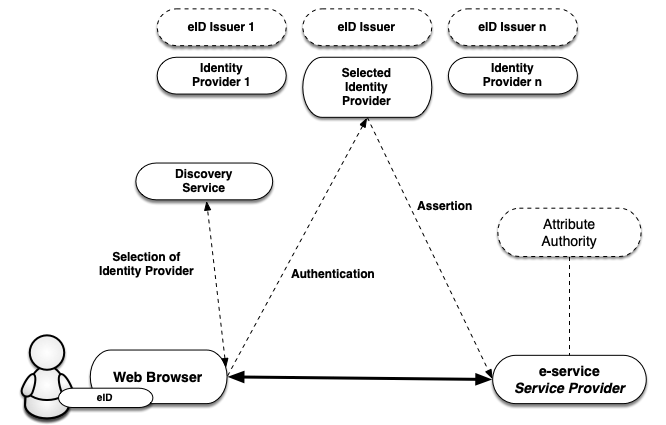 eID Issuer 1
eID Issuer
eID Issuer n
Identity
Provider 1
Selected
Identity
Provider
Identity
Provider n
Discovery
Service
Assertion
Attribute
Authority
Selection of
Identity Provider
Authentication
Web Browser
eID
e-service
Service Provider